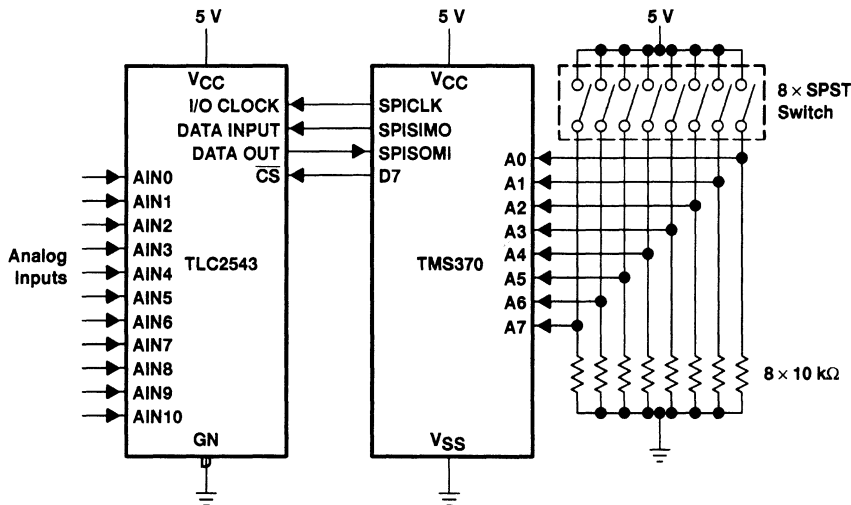 5 V
5 V
5 V
VCC
I/O CLOCK
DATA INPUT
DATA OUT
CS
AIN0
AIN1
AIN2
AIN3
AIN4
AIN5
AIN6
AIN7
AIN8
AIN9
AIN10
Analog
Inputs
TLC2543
GN
D
VCC
SPICLK
SPISIMO
SPISOMI
D7
TMS370
A0
A1
A2
A3
A4
A5
A6
A7
VSS
8 × SPST
Switch
8 × 10 kΩ